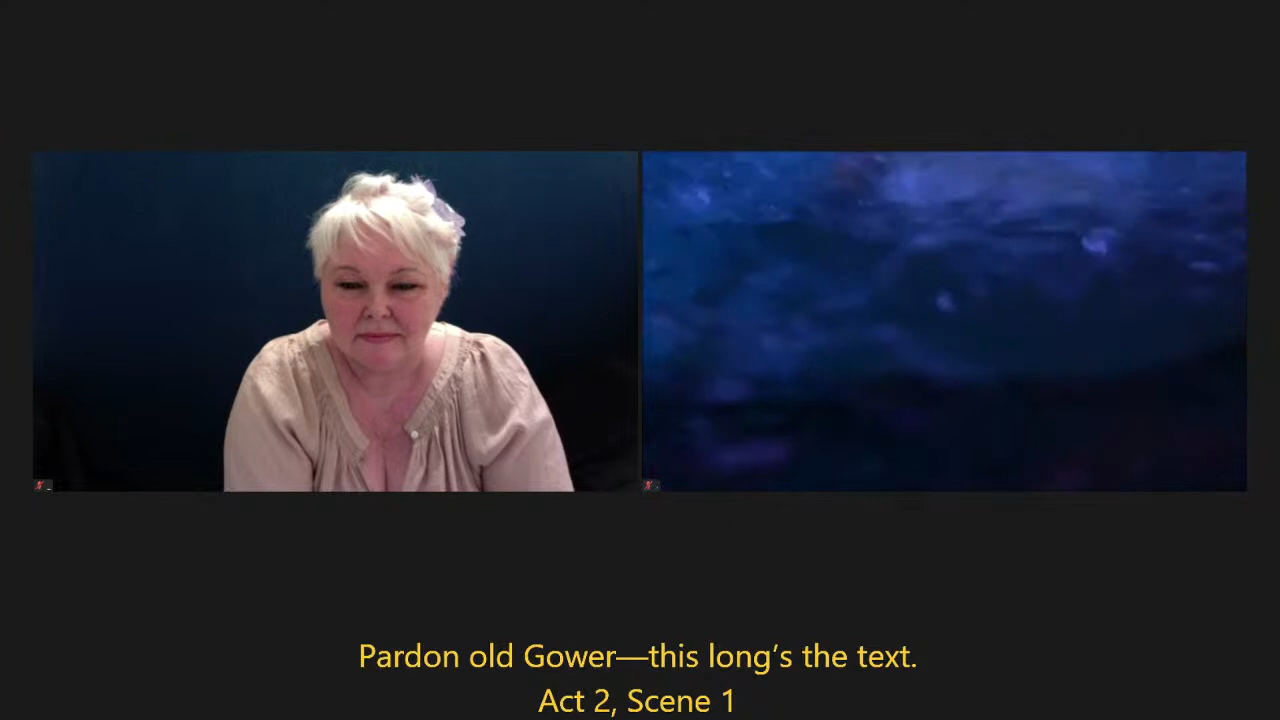 Pardon old Gower—this long’s the text.
Act 2, Scene 1